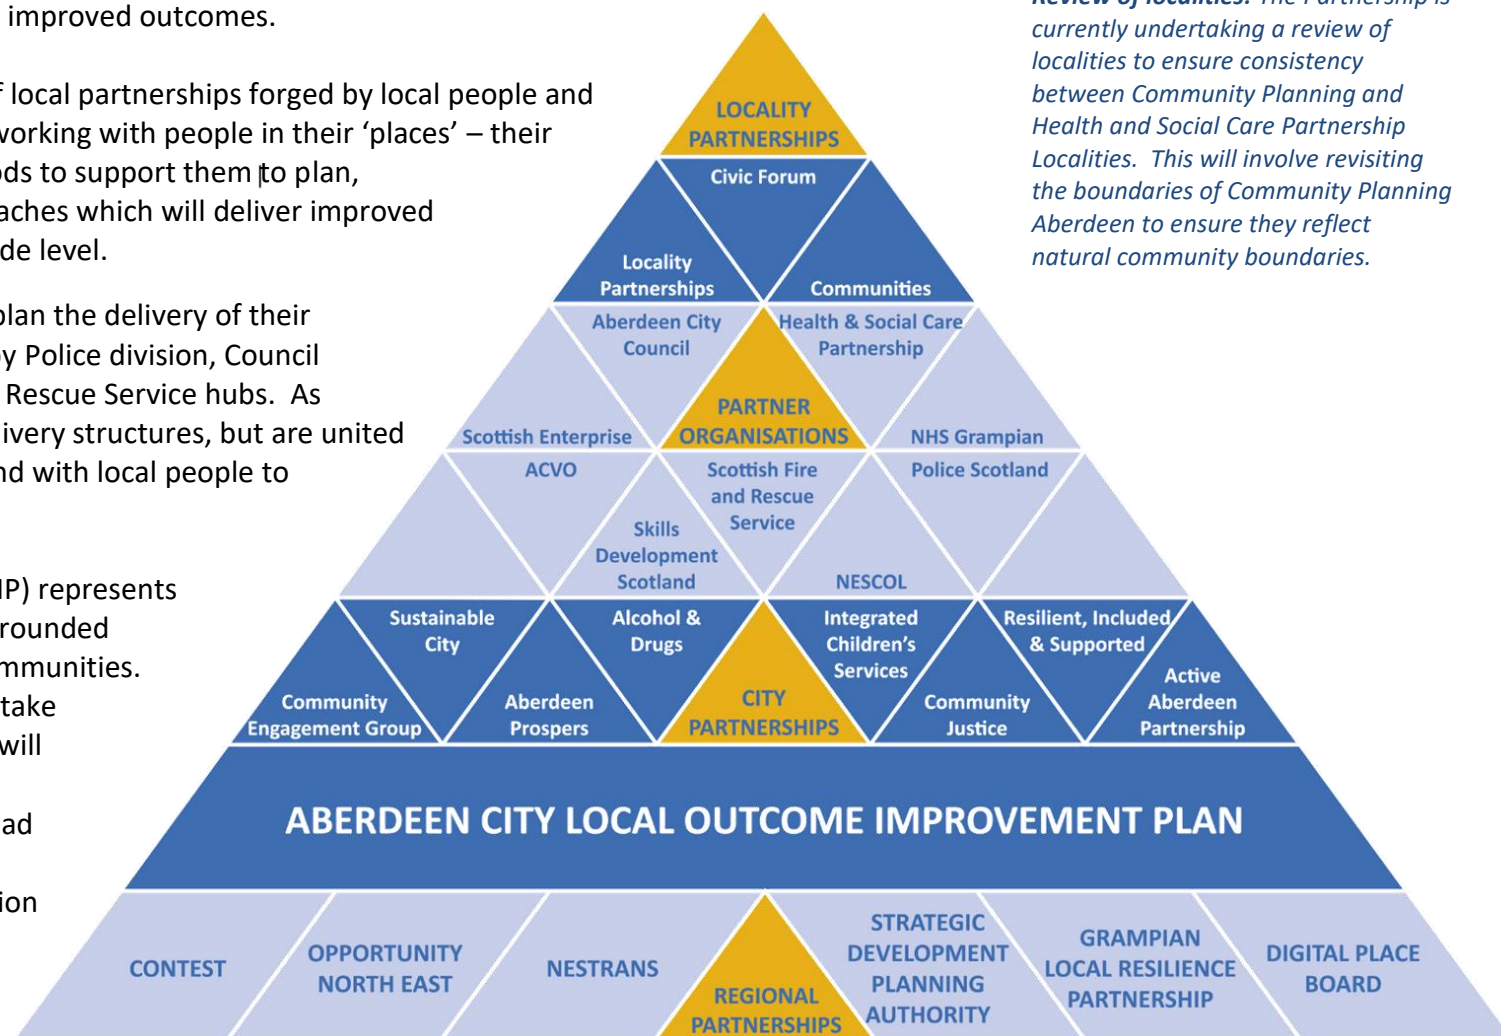 improved outcomes.
f local partnerships forged by local people and
working with people in their ‘places’ – their
ods to support them to plan,
aches which will deliver improved
de level.
plan the delivery of their
by Police division, Council
Rescue Service hubs. As
livery structures, but are united
nd with local people to
IP) represents
rounded
mmunities.
take
will
ad
ion
Review of localities: The Partnership is
currently undertaking a review of
localities to ensure consistency
between Community Planning and
Health and Social Care Partnership
Localities. This will involve revisiting
the boundaries of Community Planning
Aberdeen to ensure they reflect
natural community boundaries.
LOCALITY
PARTNERSHIPS
Civic Forum
Locality
Partnerships
Communities
Aberdeen City
Council
Health & Social Care
Partnership
Scottish Enterprise
PARTNER
ORGANISATIONS
NHS Grampian
ACVO
Skills
Development
Scotland
Scottish Fire
and Rescue
Service
NESCOL
Police Scotland
Community
Engagement Group
Sustainable
City
Aberdeen
Prospers
Alcohol &
Drugs
CITY
PARTNERSHIPS
Integrated
Children’s
Services
Community
Justice
Resilient, Included
& Supported
Active
Aberdeen
Partnership
ABERDEEN CITY LOCAL OUTCOME IMPROVEMENT PLAN
CONTEST
OPPORTUNITY
NORTH EAST
NESTRANS
REGIONAL
PARTNERSHIPS
STRATEGIC
DEVELOPMENT
PLANNING
AUTHORITY
GRAMPIAN
LOCAL RESILIENCE
PARTNERSHIP
DIGITAL PLACE
BOARD